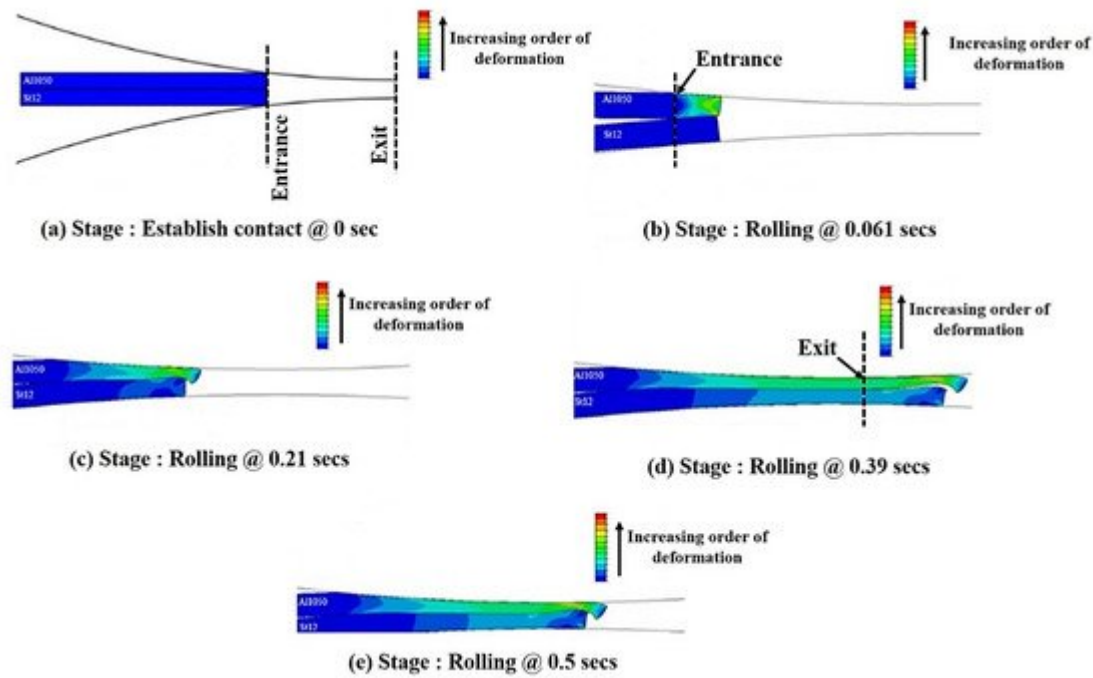 Increasing order of
deformation
Al1050
St12
Entrance
Exit
(a) Stage : Establish contact @ 0 sec
Increasing order of
deformation
Entrance
Al1050
St12
(b) Stage : Rolling @ 0.061 secs
Increasing order of
deformation
Al1050
St12
(c) Stage : Rolling @ 0.21 secs
Increasing order of
deformation
Exit
Al1050
St12
(d) Stage : Rolling @ 0.39 secs
Increasing order of
deformation
Al1050
St12
(e) Stage : Rolling @ 0.5 secs